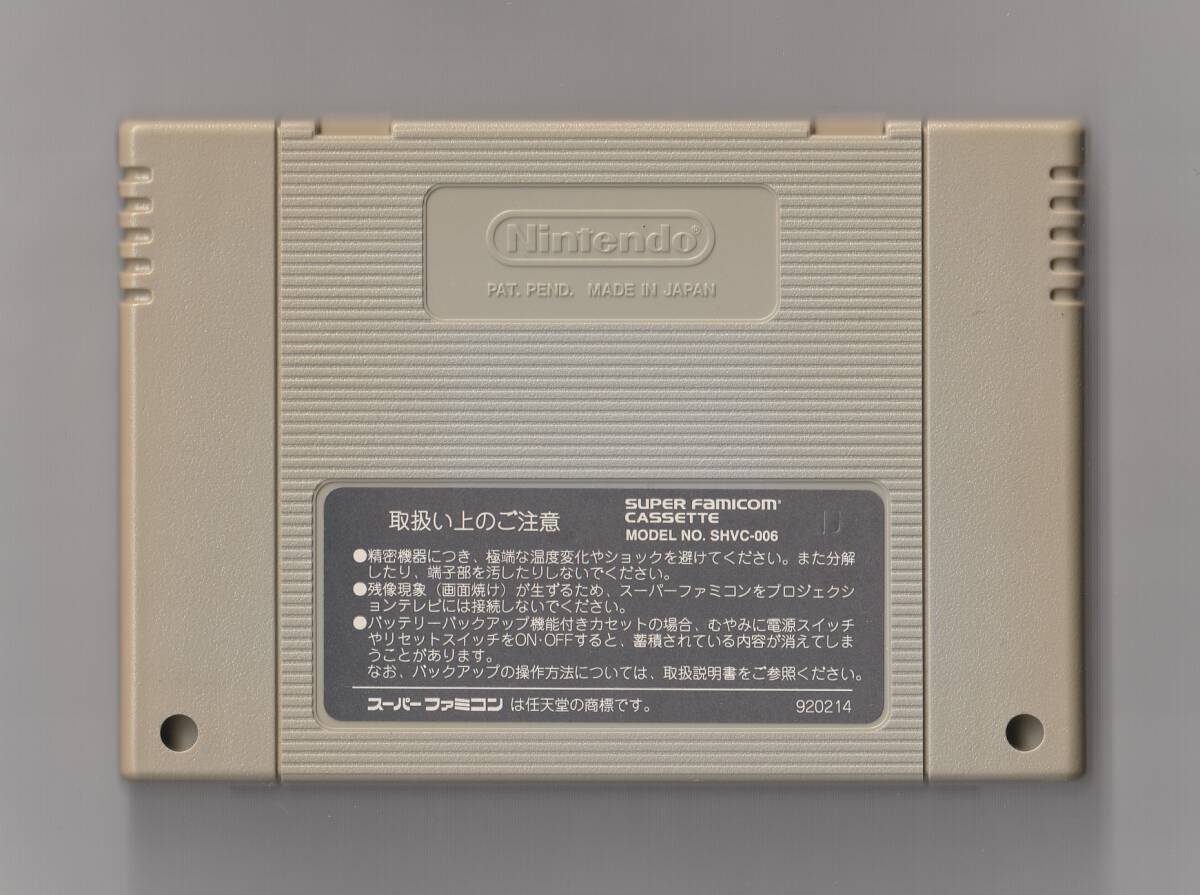 Nintendo®
PAT. PEND. MADE IN JAPAN
取扱い上のご注意
SUPER FAMICOM
CASSETTE
MODEL NO. SHVC-006
●精密機器につき、極端な温度変化やショックを避けてください。また分解
したり、端子部を汚したりしないでください。
●残像現象(画面焼け)が生ずるため、スーパーファミコンをプロジェクシ
ョンテレビには接続しないでください。
●バッテリーバックアップ機能付きカセットの場合、むやみに電源スイッチ
やリセットスイッチをON·OFFすると、蓄積されている内容が消えてしま
うことがあります。
なお、バックアップの操作方法については、取扱説明書をご参照ください。
スーパーファミコン は任天堂の商標です。
920214